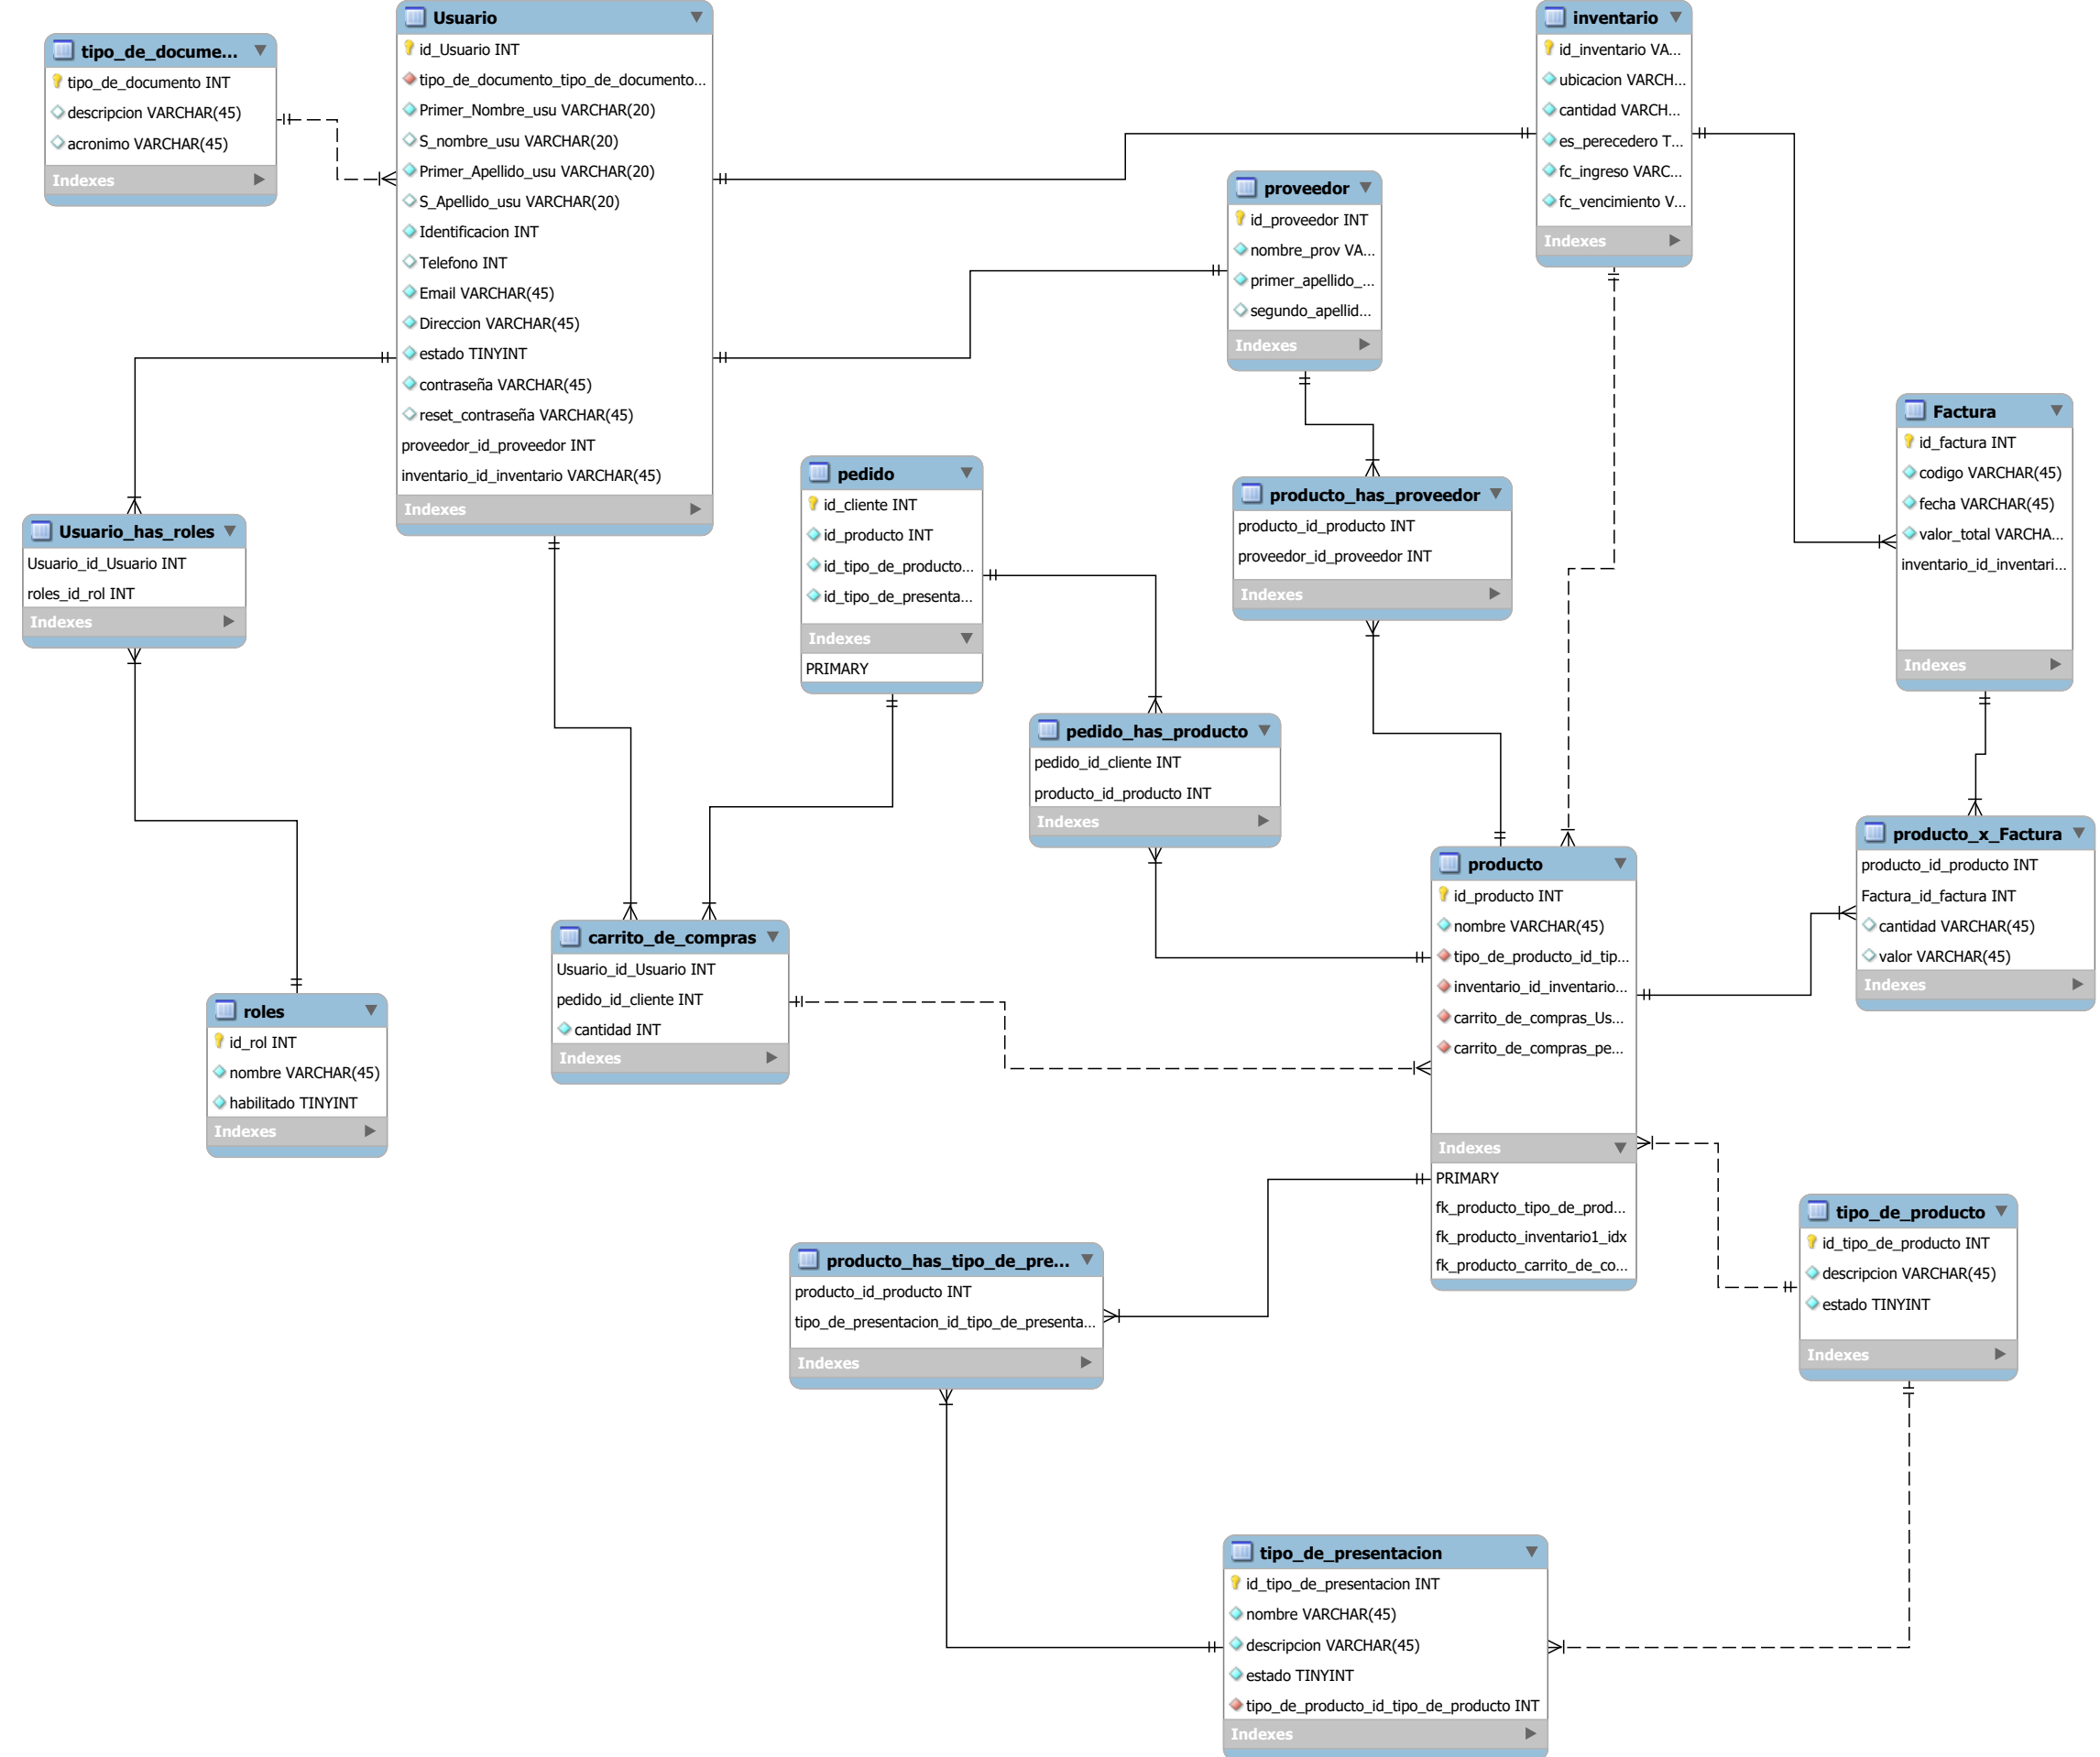 tipo_de_docume...
tipo_de_documento INT
descripcion VARCHAR(45)
acronimo VARCHAR(45)
Indexes
Usuario
id_Usuario INT
tipo_de_documento_tipo_de_documento...
Primer_Nombre_usu VARCHAR(20)
S_nombre_usu VARCHAR(20)
Primer_Apellido_usu VARCHAR(20)
S_Apellido_usu VARCHAR(20)
Identificacion INT
Telefono INT
Email VARCHAR(45)
Direccion VARCHAR(45)
estado TINYINT
contraseña VARCHAR(45)
reset_contraseña VARCHAR(45)
proveedor_id_proveedor INT
inventario_id_inventario VARCHAR(45)
Indexes
inventario
id_inventario VA...
ubicacion VARCH...
cantidad VARCH...
es_perecedero T...
fc_ingreso VARC...
fc_vencimiento V...
Indexes
proveedor
id_proveedor INT
nombre_prov VA...
primer_apellido_...
segundo_apellid...
Indexes
Factura
id_factura INT
codigo VARCHAR(45)
fecha VARCHAR(45)
valor_total VARCHA...
inventario_id_inventari...
Indexes
pedido
id_cliente INT
id_producto INT
id_tipo_de_producto...
id_tipo_de_presenta...
Indexes
PRIMARY
producto_has_proveedor
producto_id_producto INT
proveedor_id_proveedor INT
Indexes
Usuario_has_roles
Usuario_id_Usuario INT
roles_id_rol INT
Indexes
pedido_has_producto
pedido_id_cliente INT
producto_id_producto INT
Indexes
producto_x_Factura
producto_id_producto INT
Factura_id_factura INT
cantidad VARCHAR(45)
valor VARCHAR(45)
Indexes
producto
id_producto INT
nombre VARCHAR(45)
tipo_de_producto_id_tip...
inventario_id_inventario...
carrito_de_compras_Us...
carrito_de_compras_pe...
Indexes
PRIMARY
fk_producto_tipo_de_prod...
fk_producto_inventario1_idx
fk_producto_carrito_de_co...
carrito_de_compras
Usuario_id_Usuario INT
pedido_id_cliente INT
cantidad INT
Indexes
roles
id_rol INT
nombre VARCHAR(45)
habilitado TINYINT
Indexes
tipo_de_producto
id_tipo_de_producto INT
descripcion VARCHAR(45)
estado TINYINT
Indexes
producto_has_tipo_de_pre...
producto_id_producto INT
tipo_de_presentacion_id_tipo_de_presenta...
Indexes
tipo_de_presentacion
id_tipo_de_presentacion INT
nombre VARCHAR(45)
descripcion VARCHAR(45)
estado TINYINT
tipo_de_producto_id_tipo_de_producto INT
Indexes